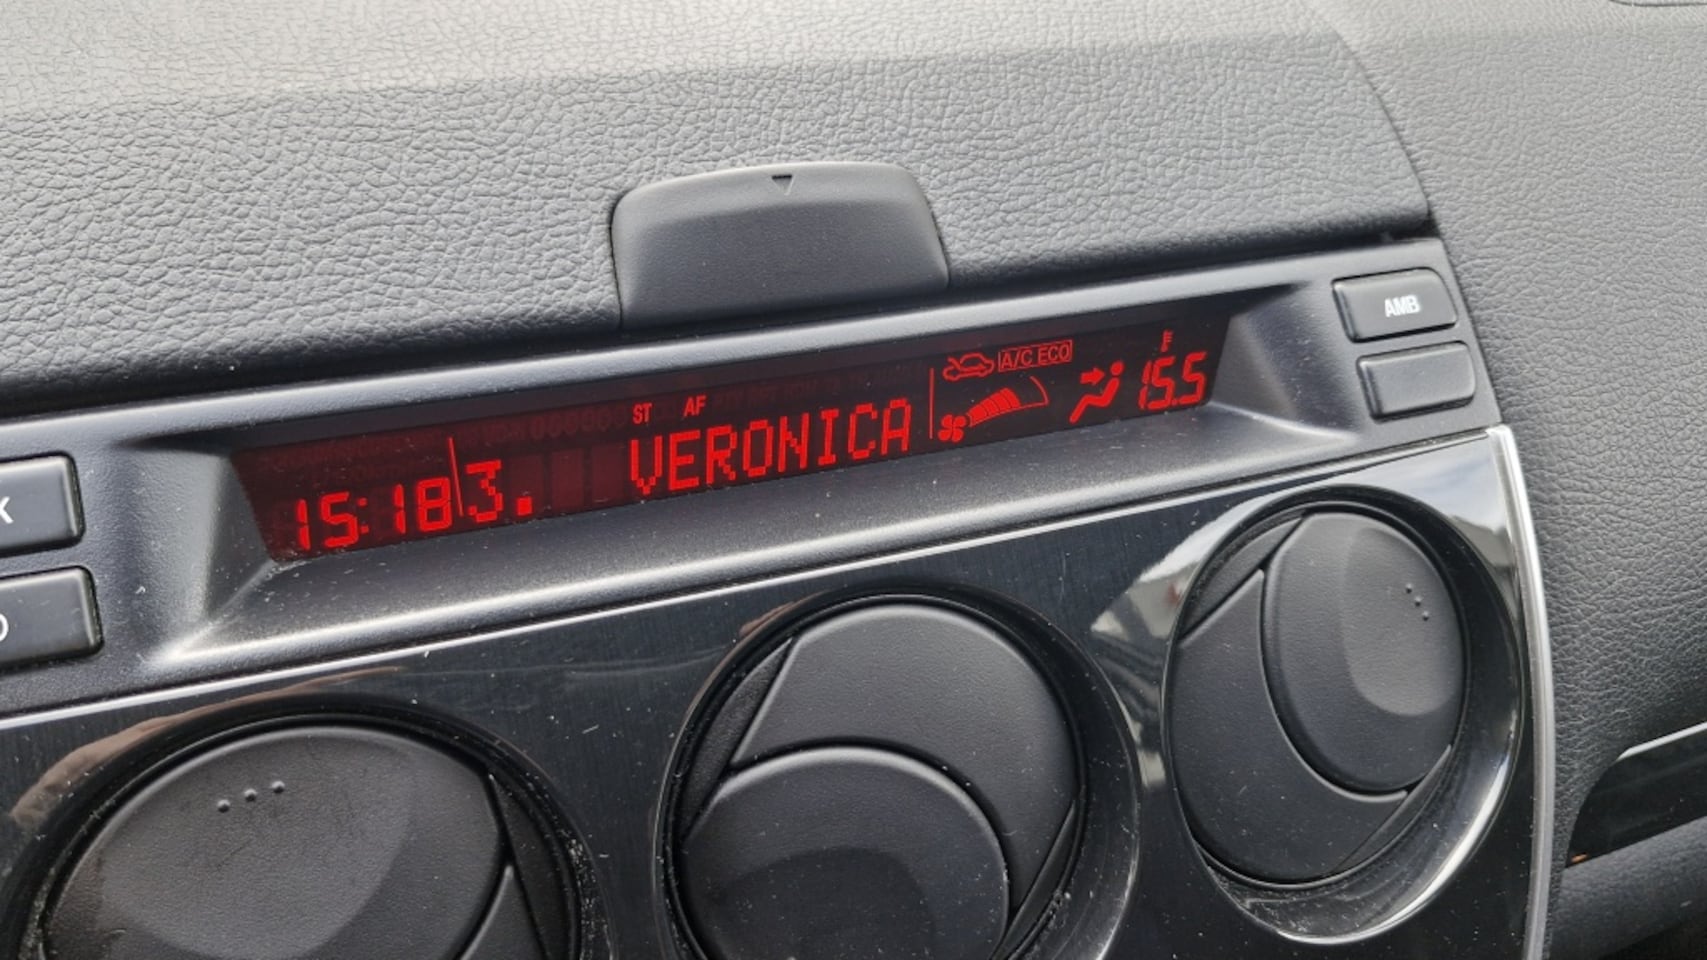 AMB
A/C ECO
ST AF
15:18 3. VERONICA 15.5